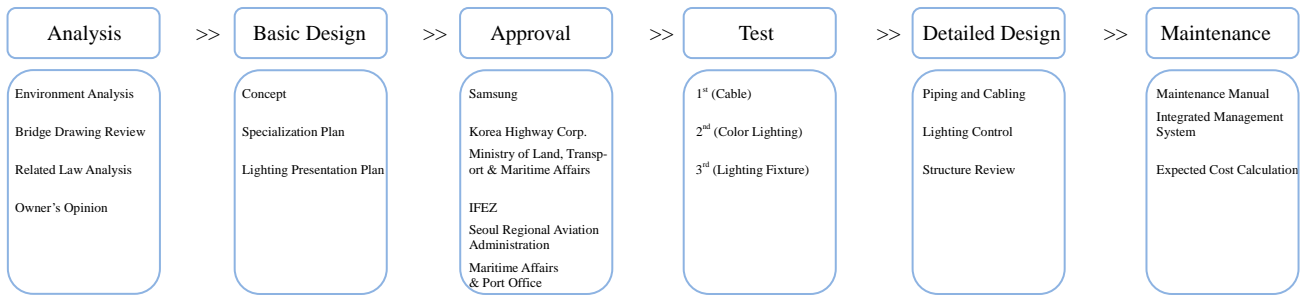 Analysis >> Basic Design >> Approval >> Test >> Detailed Design >> Maintenance
Environment Analysis
Bridge Drawing Review
Related Law Analysis
Owner's Opinion
Concept
Specialization Plan
Lighting Presentation Plan
Samsung
Korea Highway Corp.
Ministry of Land, Transp-
ort & Maritime Affairs
IFEZ
Seoul Regional Aviation
Administration
Maritime Affairs
& Port Office
1st (Cable)
2nd (Color Lighting)
3rd (Lighting Fixture)
Piping and Cabling
Lighting Control
Structure Review
Maintenance Manual
Integrated Management
System
Expected Cost Calculation